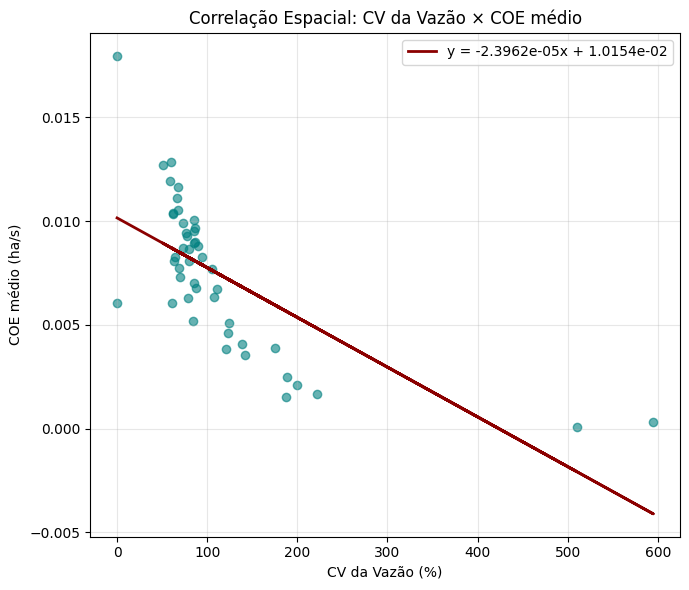 Correlação Espacial: CV da Vazão × COE médio
y = -2.3962e-05x + 1.0154e-02
0.015
0.010
0.005
0.000
−0.005
COE médio (ha/s)
0 100 200 300 400 500 600
CV da Vazão (%)